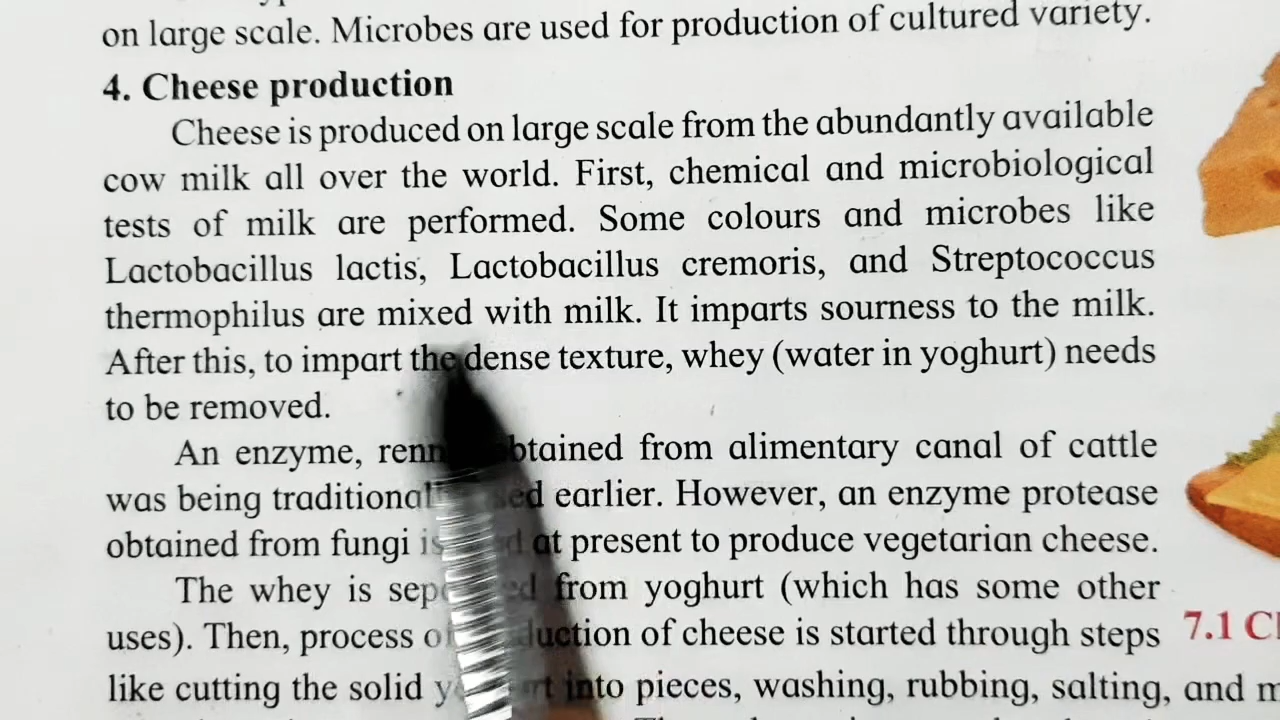 on large scale. Microbes are used for production of cultured variety.
4. Cheese production
Cheese is produced on large scale from the abundantly available
cow milk all over the world. First, chemical and microbiological
tests of milk are performed. Some colours and microbes like
Lactobacillus lactis, Lactobacillus cremoris, and Streptococcus
thermophilus are mixed with milk. It imparts sourness to the milk.
After this, to impart the dense texture, whey (water in yoghurt) needs
to be removed.
An enzyme, obtained from alimentary canal of cattle
was being earlier. However, an enzyme protease
obtained from fungi at present to produce vegetarian cheese.
The whey is from yoghurt (which has some other
uses). Then, process of cheese is started through steps
like cutting the solid into pieces, washing, rubbing, salting, and
7.1